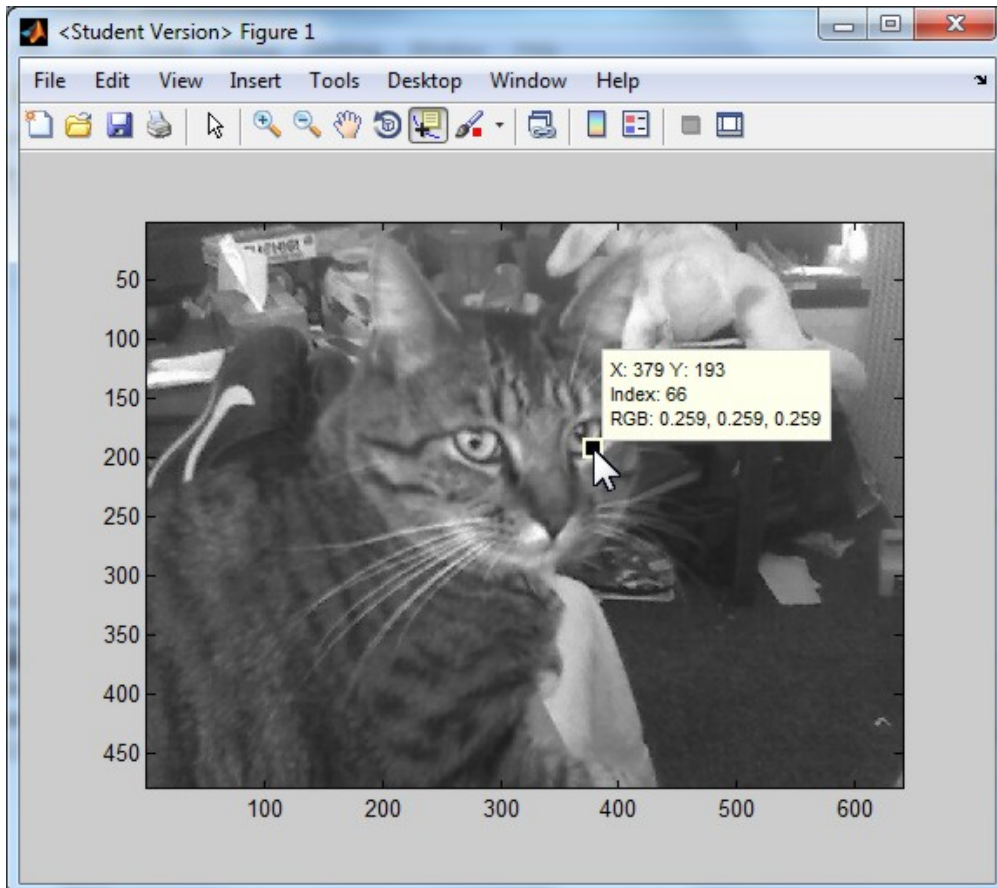 <Student Version> Figure 1
File Edit View Insert Tools Desktop Window Help
50
100
150
200
250
300
350
400
450
X: 379 Y: 193
Index: 66
RGB: 0.259, 0.259, 0.259
100 200 300 400 500 600